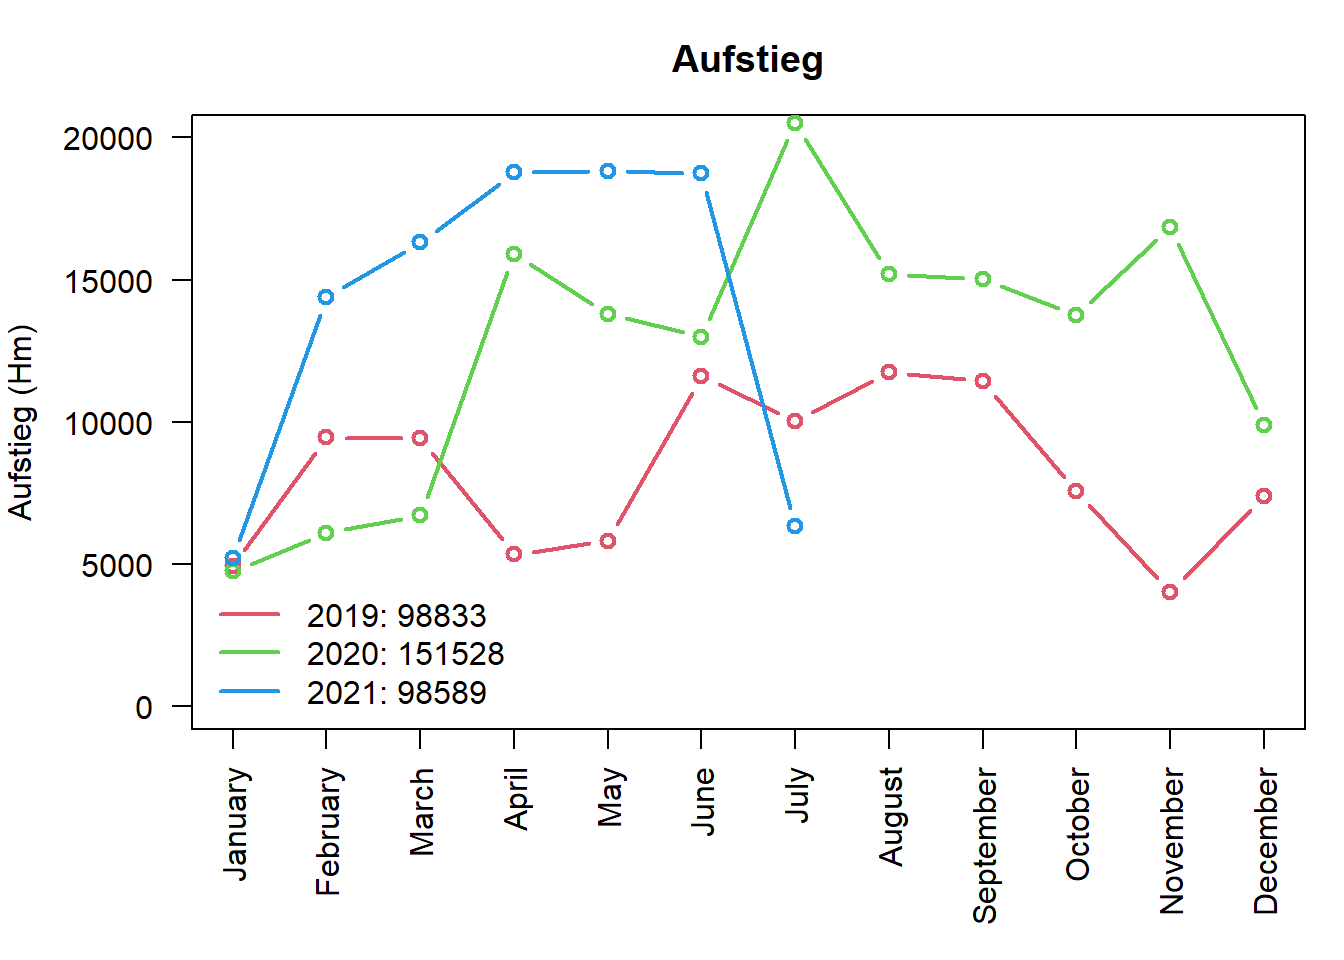 Aufstieg
Aufstieg (Hm)
20000
15000
10000
5000
0
2019: 98833
2020: 151528
2021: 98589
January
February
March
April
May
June
July
August
September
October
November
December